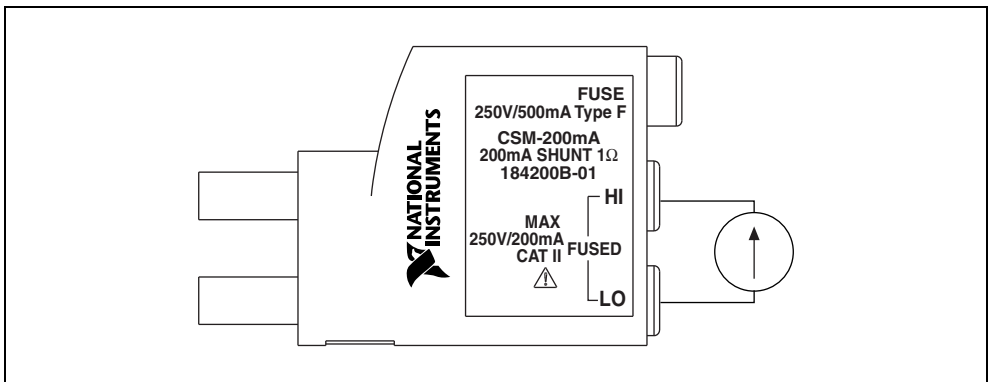 NATIONAL
INSTRUMENTS
FUSE
250V/500mA Type F
CSM-200mA
200mA SHUNT 1Ω
184200B-01
HI
MAX
250V/200mA
CAT II
FUSED
LO